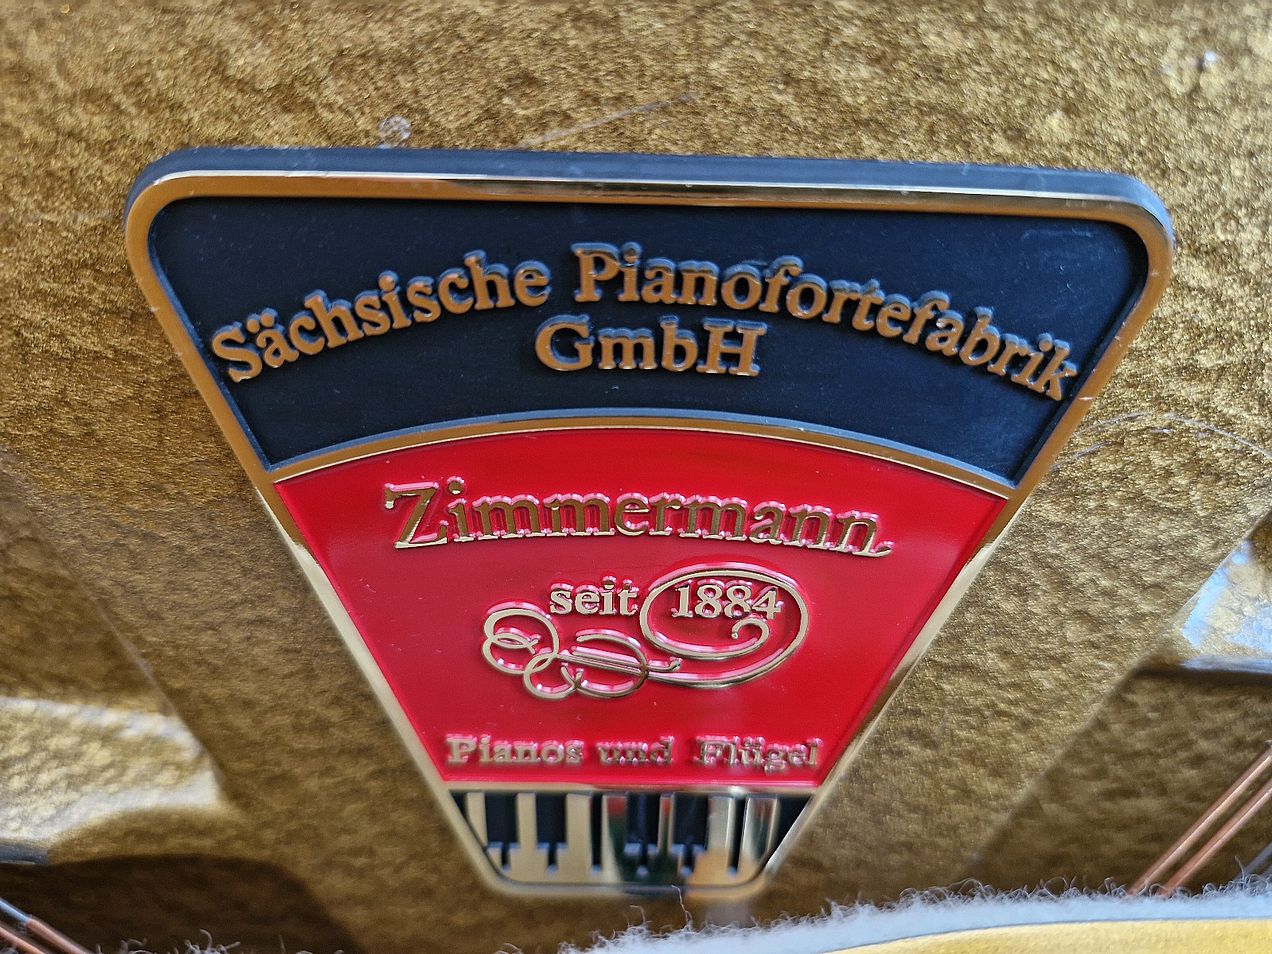 Sächsische Pianofortefabrik
GmbH
Zimmermann
seit 1884
Pianos und Flügel